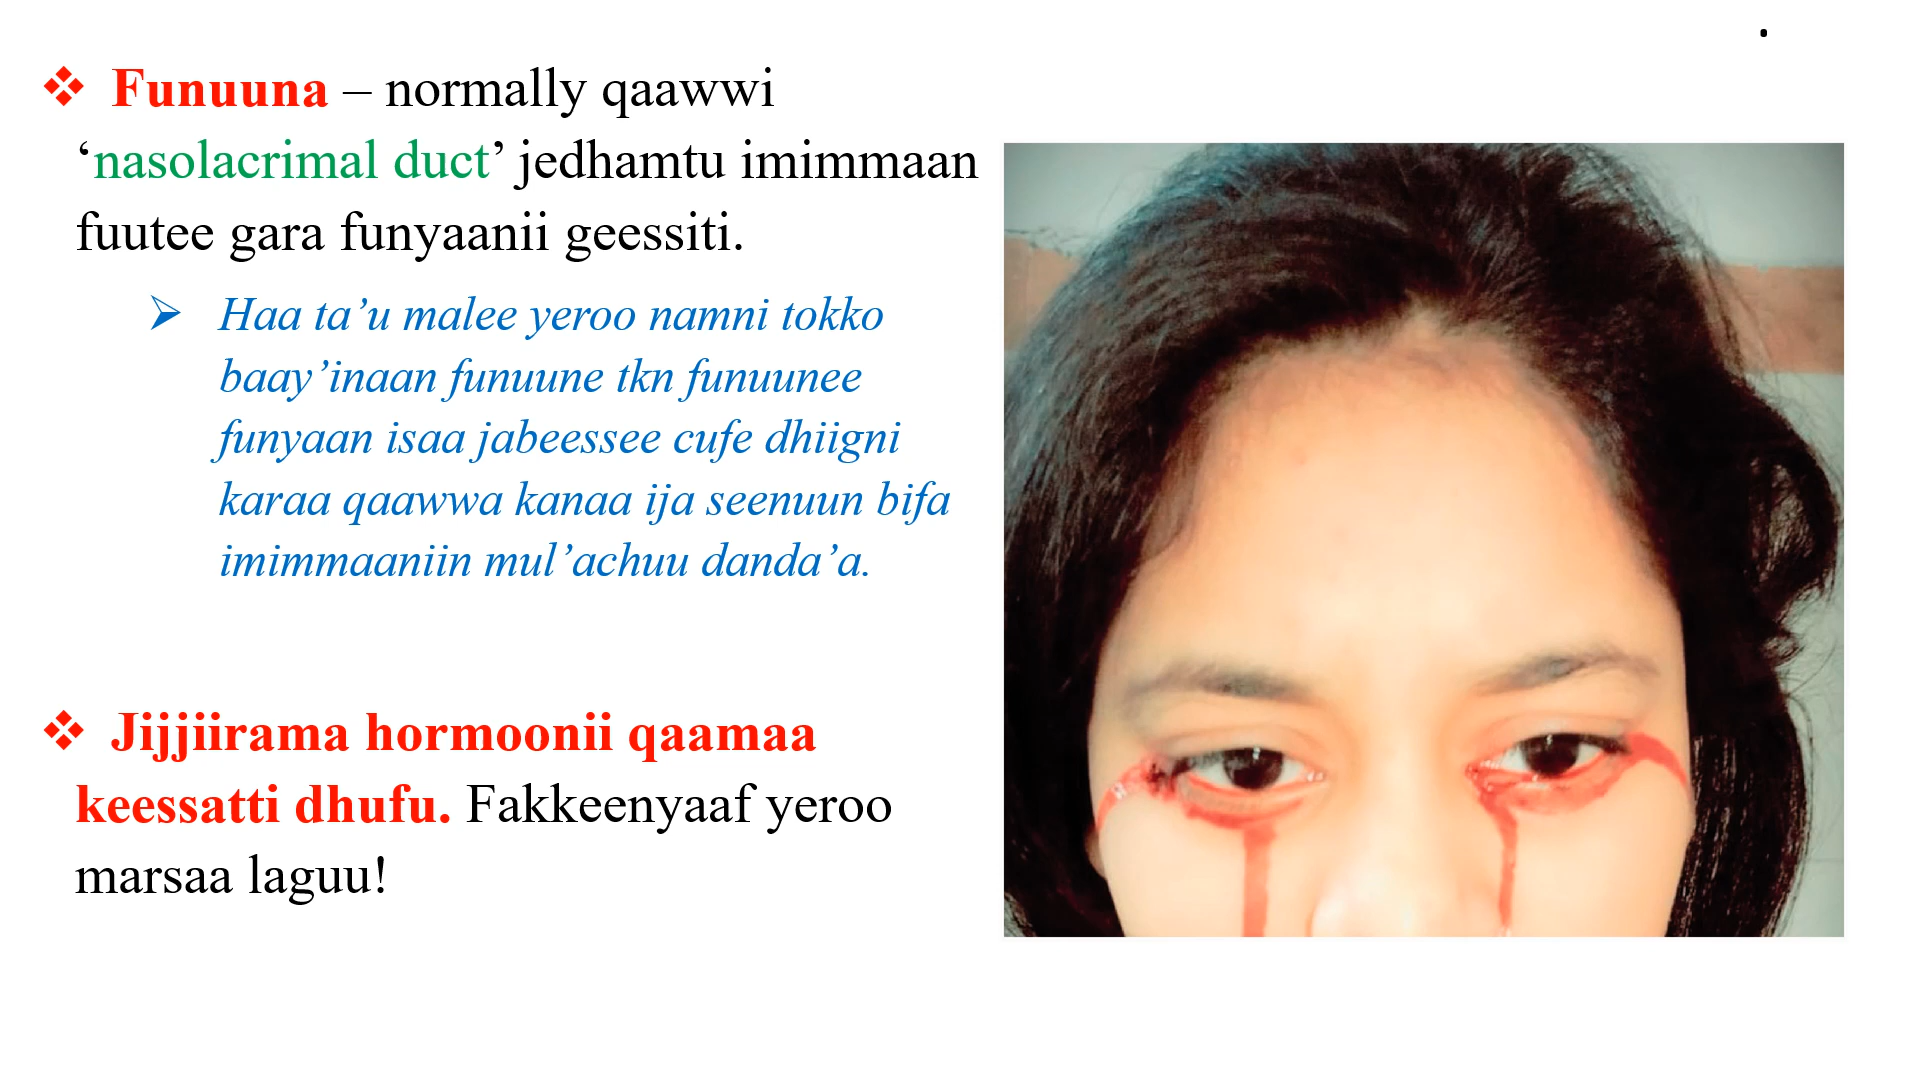 ❖ Funuuna – normally qaawwi
‘nasolacrimal duct’ jedhamtu imimmaan
fuutee gara funyaanii geessiti.
➢ Haa ta’u malee yeroo namni tokko
baay’inaan funuune tkn funuunee
funyaan isaa jabeessee cufe dhiigni
karaa qaawwa kanaa ija seenuun bifa
imimmaaniin mul’achuu danda’a.
❖ Jijjiirama hormoonii qaamaa
keessatti dhufu. Fakkeenyaaf yeroo
marsaa laguu!